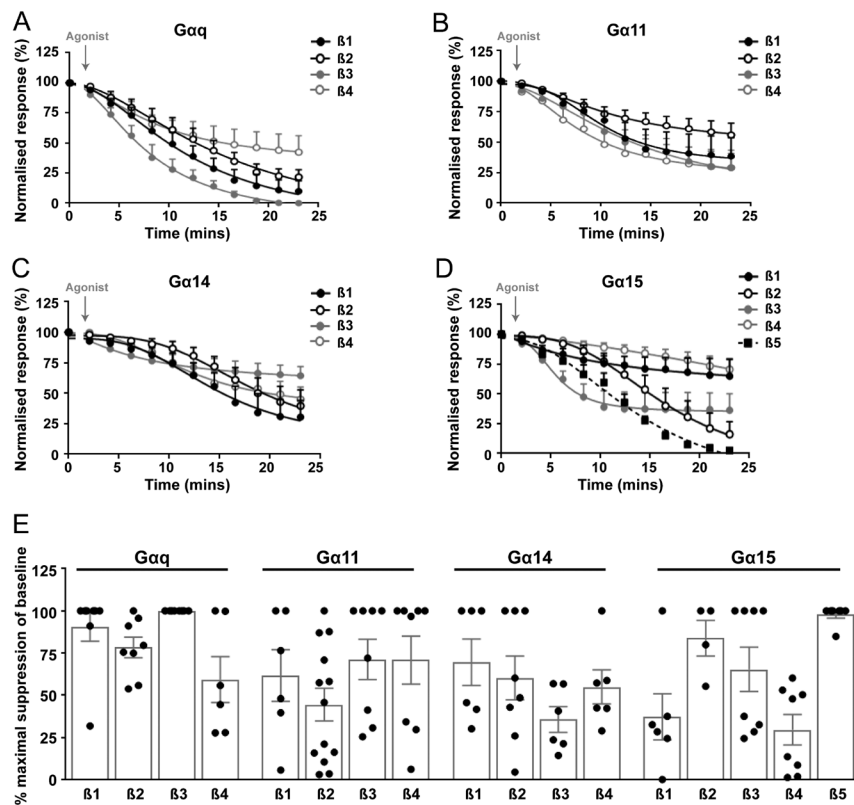 A
Gαq
Agonist
Normalised response (%)
125
100
75
50
25
0
0 5 10 15 20 25
Time (mins)
ß1
ß2
ß3
ß4
B
Gα11
Agonist
Normalised response (%)
125
100
75
50
25
0
0 5 10 15 20 25
Time (mins)
ß1
ß2
ß3
ß4
C
Gα14
Agonist
Normalised response (%)
125
100
75
50
25
0
0 5 10 15 20 25
Time (mins)
ß1
ß2
ß3
ß4
D
Gα15
Agonist
Normalised response (%)
125
100
75
50
25
0
0 5 10 15 20 25
Time (mins)
ß1
ß2
ß3
ß4
ß5
E
Gαq Gα11 Gα14 Gα15
% maximal suppression of baseline
125
100
75
50
25
0
ß1 ß2 ß3 ß4 ß1 ß2 ß3 ß4 ß1 ß2 ß3 ß4 ß1 ß2 ß3 ß4 ß5